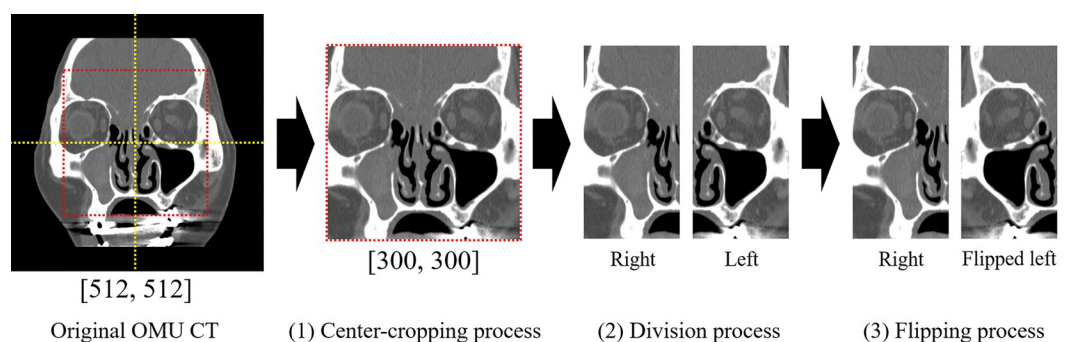 [512, 512]
[300, 300]
Right
Left
Right
Flipped left
Original OMU CT
(1) Center-cropping process
(2) Division process
(3) Flipping process